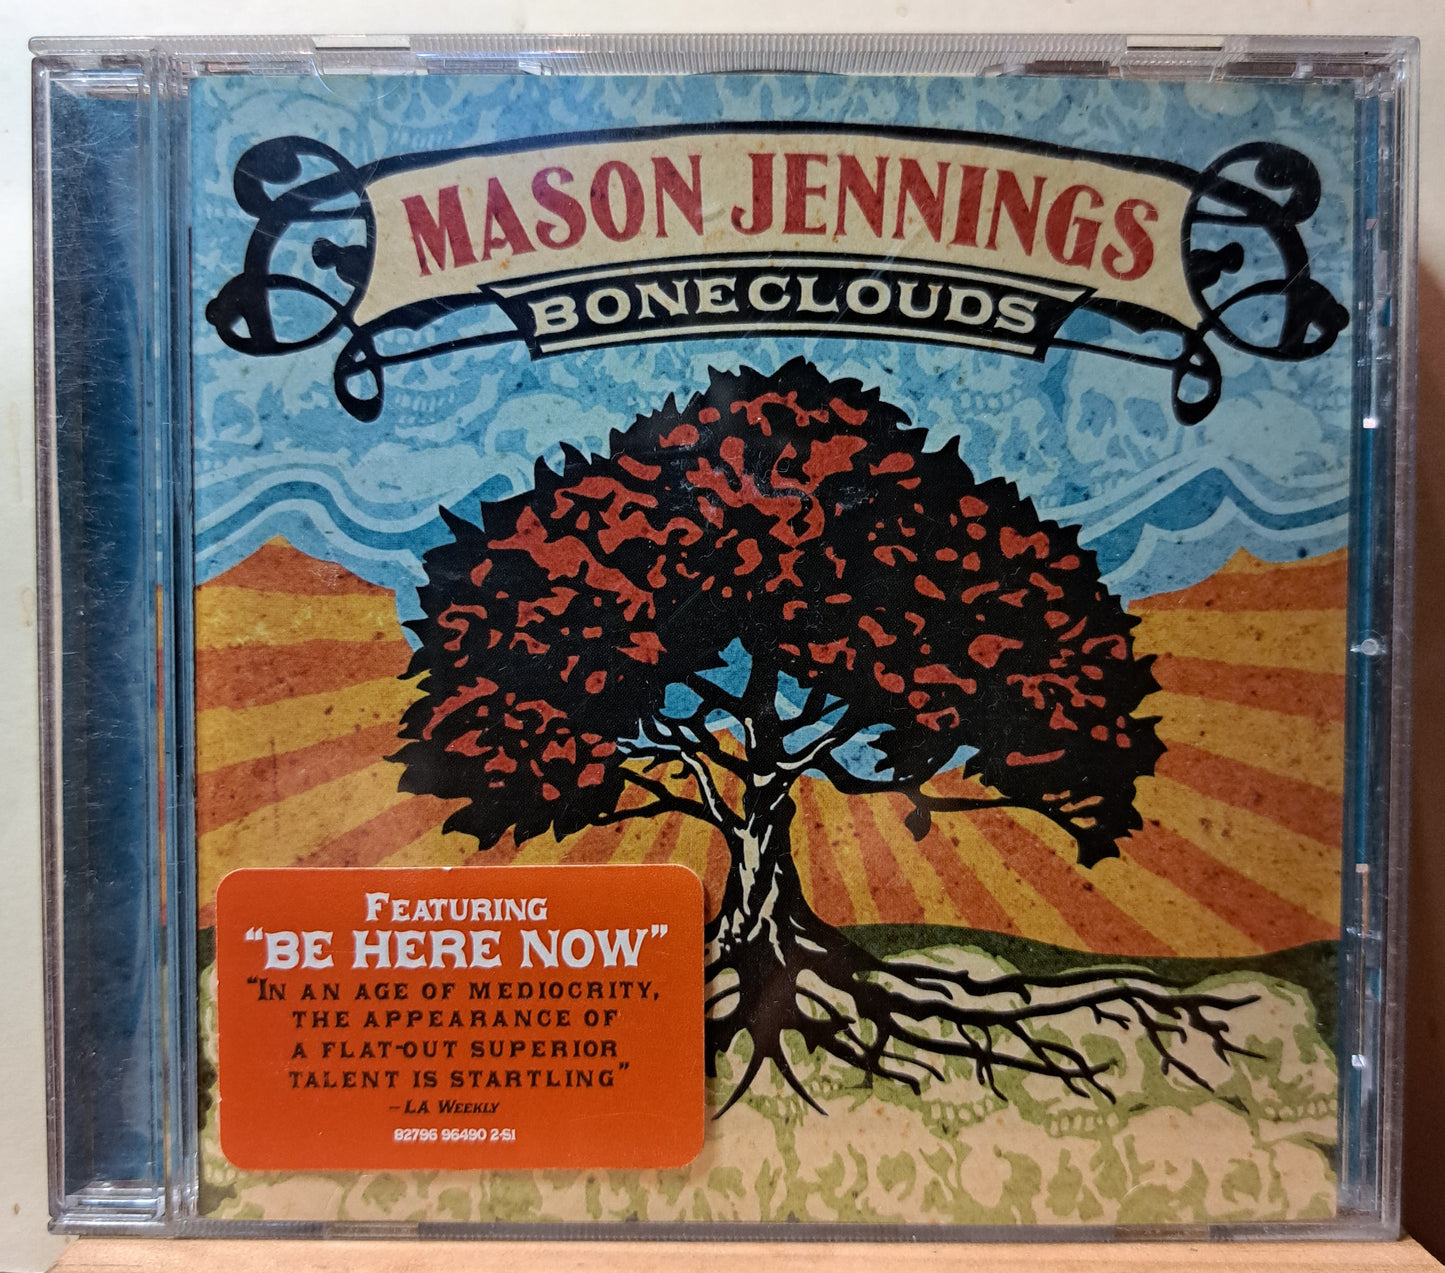 MASON JENNINGS
BONECLOUDS
FEATURING
"BE HERE NOW"
"IN AN AGE OF MEDIOCRITY,
THE APPEARANCE OF
A FLAT-OUT SUPERIOR
TALENT IS STARTLING"
–LA WEEKLY
82796 96490 2-S1